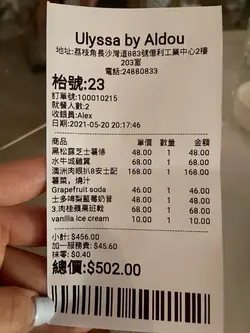 Ulyssa by Aldou
地址:荔枝角長沙灣道883號億利工業中心2樓
203室
電話:24880833
枱號:23
訂單號:100010215
就餐人數:2
收銀員:Alex
日期:2021-05-20 20:17:46
商品 單價 數量 金額
黑松露芝士薯條 48.00 1 48.00
水牛城雞翼 68.00 1 68.00
澳洲肉眼扒8安士配 168.00 1 168.00
薯菜，燒汁
Grapefruit soda 46.00 1 46.00
士多啤梨藍莓奶昔 48.00 1 48.00
3.肉桂蘋果班戟 68.00 1 68.00
vanilla ice cream 10.00 1 10.00
小計: $456.00
加一服務費: $45.60
抹零: $0.40
總價:$502.00